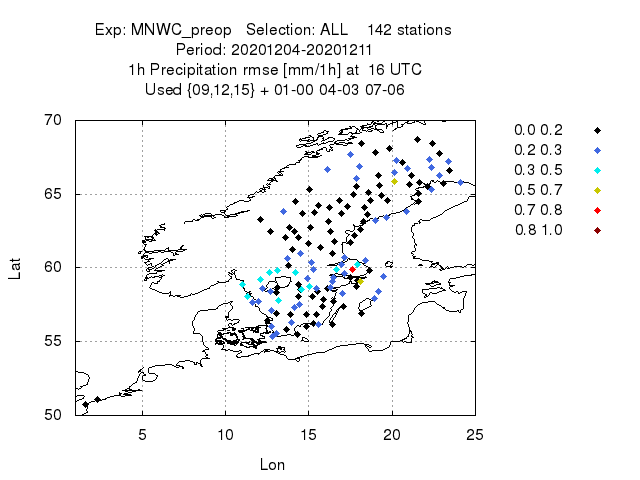 Exp: MNWC_preop   Selection: ALL    142 stations
Period: 20201204-20201211
1h Precipitation rmse [mm/1h] at  16 UTC
Used {09,12,15} + 01-00 04-03 07-06
70
65
60
55
50
5
10
15
20
25
Lat
Lon
0.0 0.2
0.2 0.3
0.3 0.5
0.5 0.7
0.7 0.8
0.8 1.0